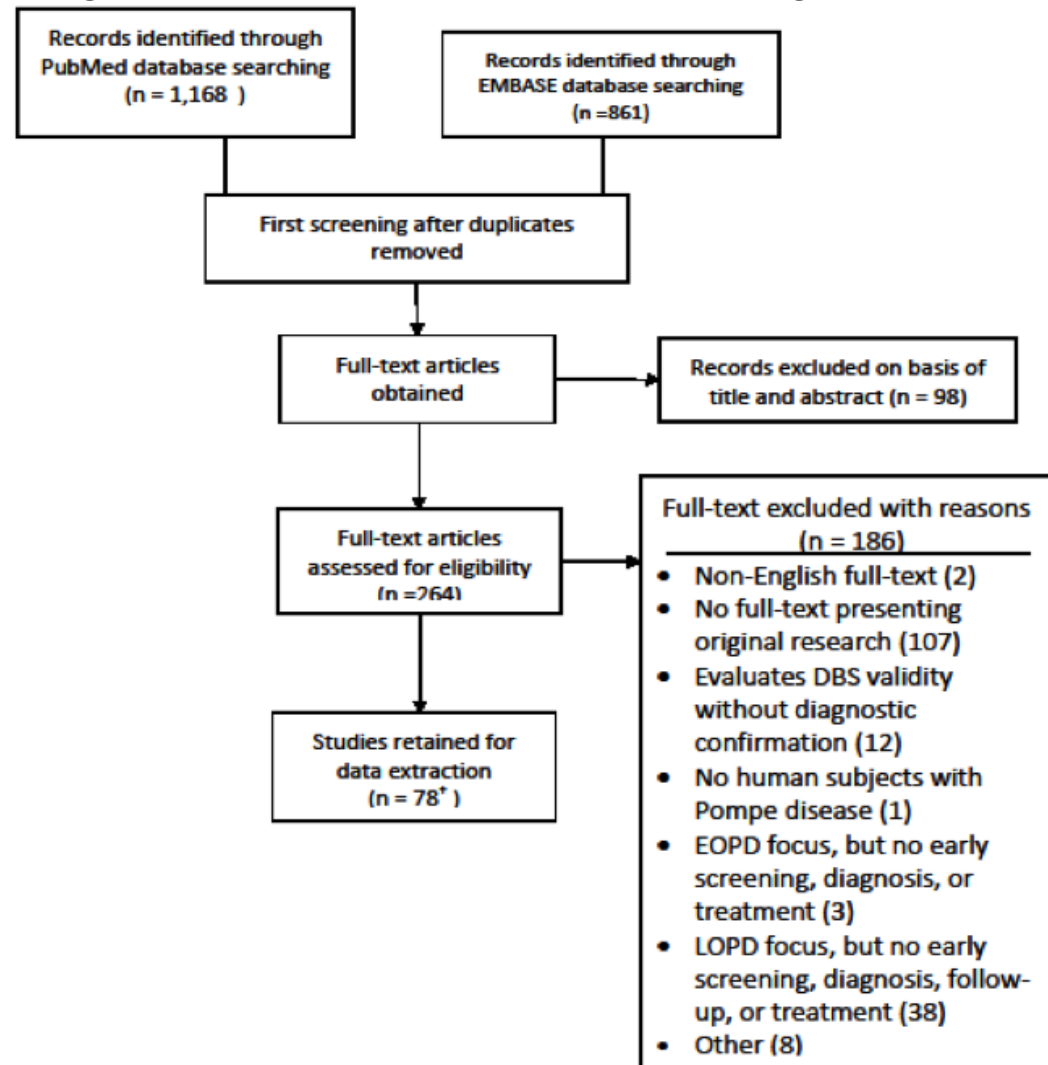 Records identified through
PubMed database searching
(n = 1,168 )
Records identified through
EMBASE database searching
(n =861)
First screening after duplicates
removed
Full-text articles
obtained
Records excluded on basis of
title and abstract (n = 98)
Full-text articles
assessed for eligibility
(n =264)
Full-text excluded with reasons
(n = 186)
• Non-English full-text (2)
• No full-text presenting
original research (107)
• Evaluates DBS validity
without diagnostic
confirmation (12)
• No human subjects with
Pompe disease (1)
• EOPD focus, but no early
screening, diagnosis, or
treatment (3)
• LOPD focus, but no early
screening, diagnosis, follow-
up, or treatment (38)
• Other (8)
Studies retained for
data extraction
(n = 78† )